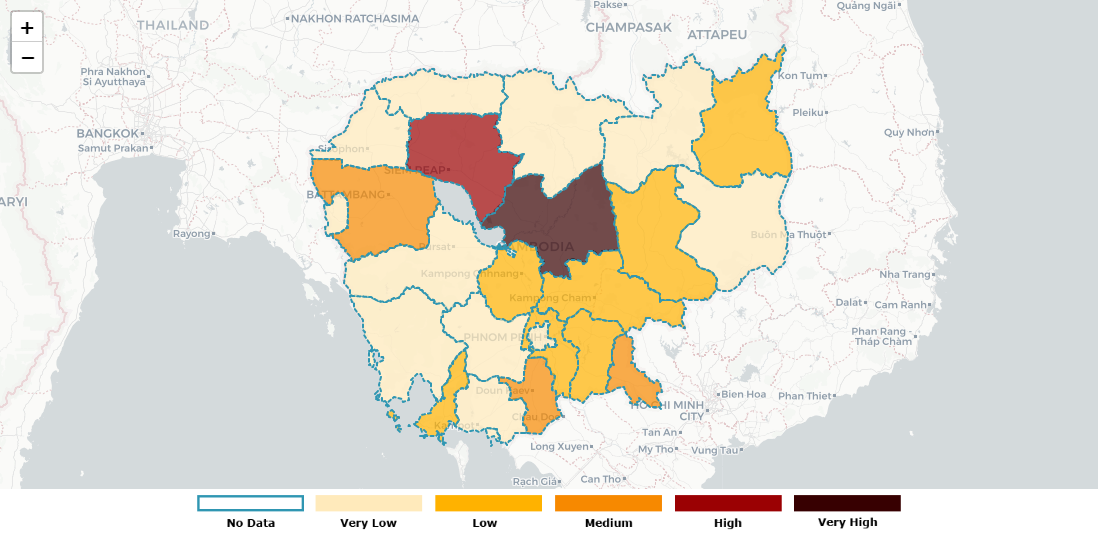 +
−
THAILAND
NAKHON RATCHASIMA
Pakse
Quảng Ngãi
CHAMPASAK
ATTAPEU
Phra Nakhon
Si Ayutthaya
Kon Tum
Pleiku
BANGKOK
Samut Prakan
Quy Nhơn
SIEM REAP
BATTAMBANG
ARYI
Rayong
Pursat
BODIA
Buôn Ma Thuột
Kampong Chhnang
Nha Trang
Kampong Cham
Dalat
Cam Ranh
PHNOM PENH
Phan Rang -
Tháp Chàm
Doun Kaev
Bien Hoa
Phan Thiet
HO CHI MINH
CITY
Chau Doc
Kampot
Tan An
Long Xuyen
My Tho
Vung Tau
Rạch Giá
Can Tho
No Data
Very Low
Low
Medium
High
Very High